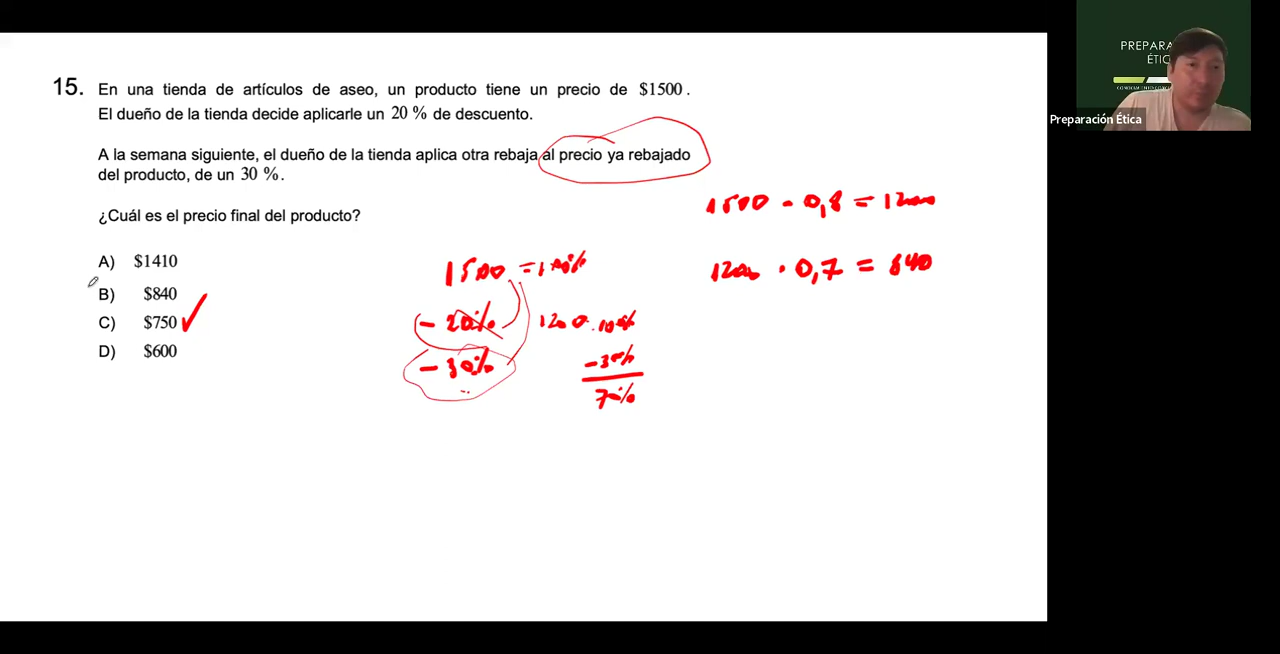 15. En una tienda de artículos de aseo, un producto tiene un precio de $1500.
El dueño de la tienda decide aplicarle un 20 % de descuento.
A la semana siguiente, el dueño de la tienda aplica otra rebaja al precio ya rebajado
del producto, de un 30 %.
¿Cuál es el precio final del producto?
A) $1410
B) $840
C) $750 ✓
D) $600
1500 = 100%
- 20%
- 30%
1200 . 100%
- 30%
70%
1500 · 0,8 = 1200
1200 · 0,7 = 840
PREPARA
ÉTIC
Preparación Ética